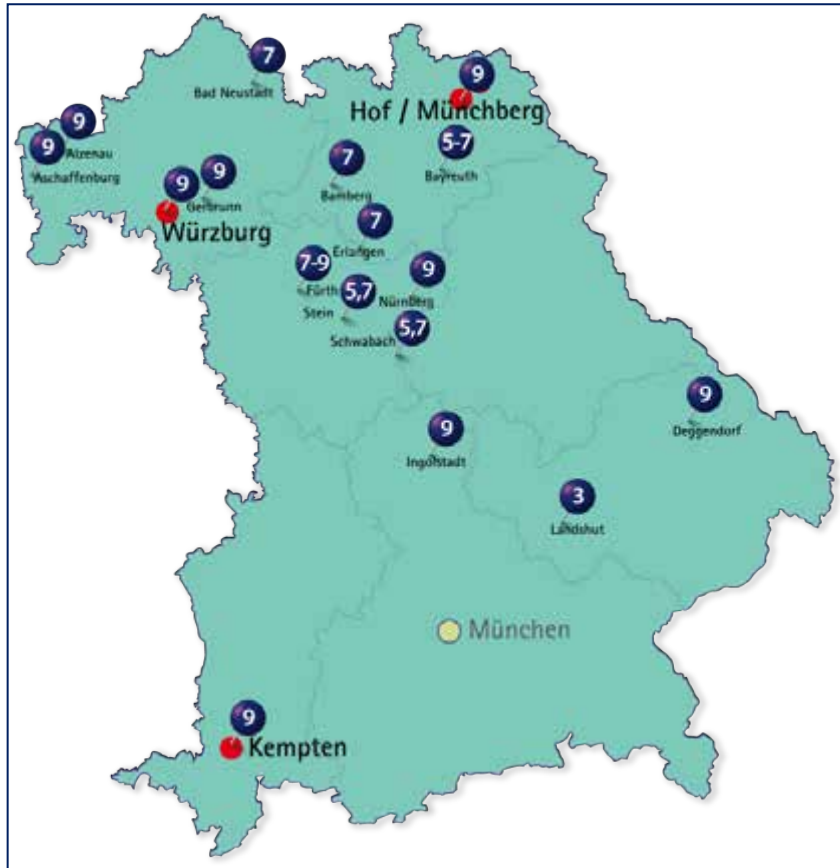 7
Bad Neustadt
9
Hof / Münchberg
9
Alzenau
9
Aschaffenburg
5-7
Bayreuth
7
Bamberg
9
Gerbrunn
9
Würzburg
7
Erlangen
7-9
Fürth
9
Nürnberg
5,7
Stein
5,7
Schwabach
9
Deggendorf
9
Ingolstadt
3
Landshut
München
9
Kempten